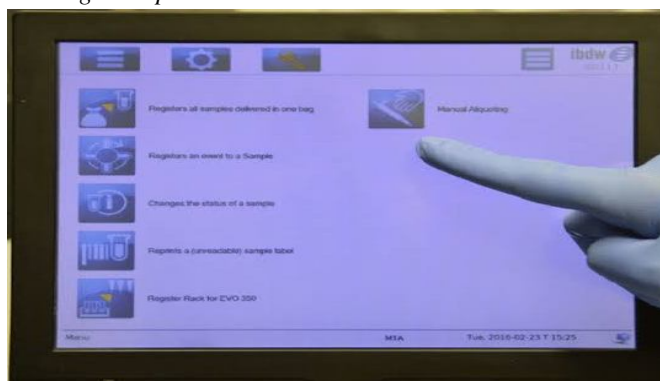 ibdw
Registers all samples delivered in one bag
Manual Aliquoting
Registers an event to a Sample
Changes the status of a sample
Reprints a (unreadable) sample label
Register Rack for EVO 200
Menu
MTA
Tue, 2016-02-23 T 15:25